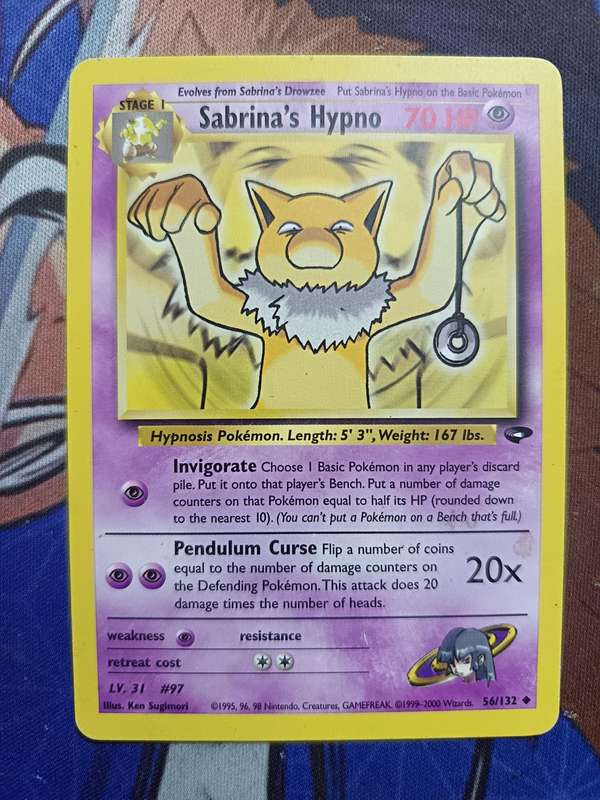 Evolves from Sabrina's Drowzee Put Sabrina's Hypno on the Basic Pokémon
STAGE 1
Sabrina's Hypno 70 HP
Hypnosis Pokémon. Length: 5' 3", Weight: 167 lbs.
Invigorate Choose 1 Basic Pokémon in any player's discard
pile. Put it onto that player's Bench. Put a number of damage
counters on that Pokémon equal to half its HP (rounded down
to the nearest 10). (You can't put a Pokémon on a Bench that's full.)
Pendulum Curse Flip a number of coins
equal to the number of damage counters on
the Defending Pokémon. This attack does 20
damage times the number of heads.
20x
weakness resistance
retreat cost
LV. 31 #97
Illus. Ken Sugimori ©1995, 96, 98 Nintendo, Creatures, GAMEFREAK. ©1999-2000 Wizards. 56/132